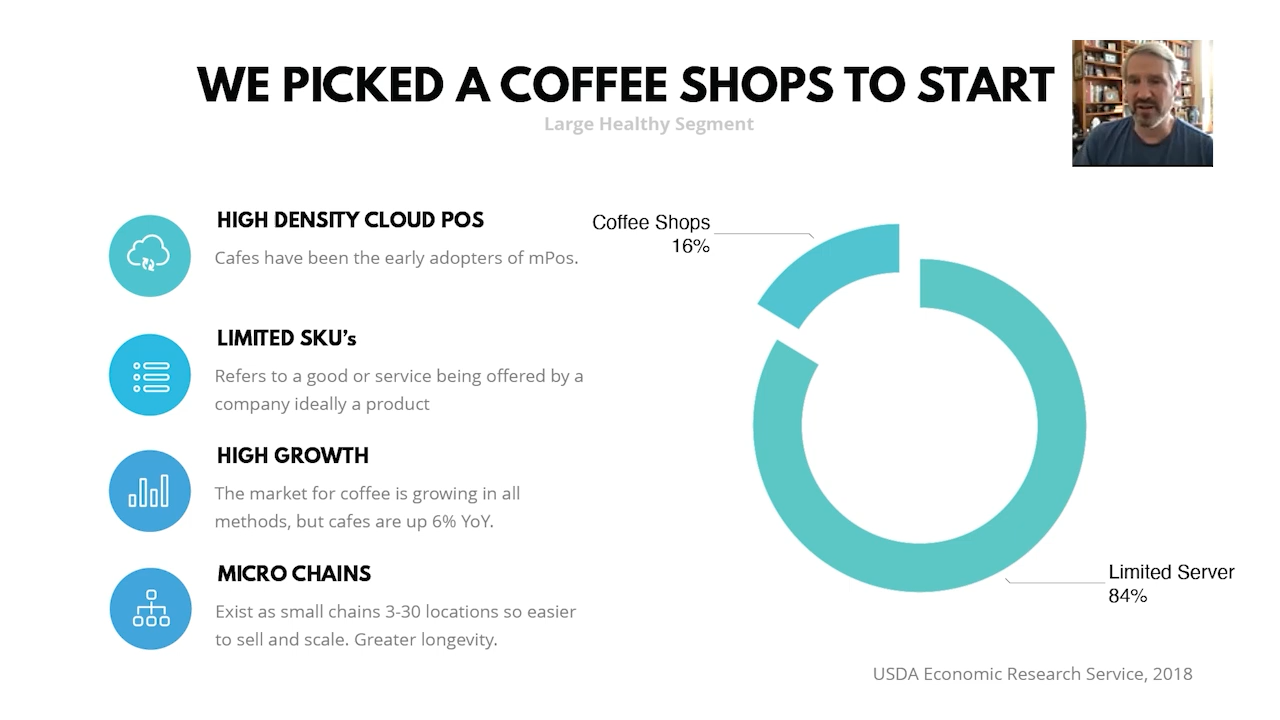 WE PICKED A COFFEE SHOPS TO START
Large Healthy Segment
HIGH DENSITY CLOUD POS
Cafes have been the early adopters of mPos.
LIMITED SKU’s
Refers to a good or service being offered by a
company ideally a product
HIGH GROWTH
The market for coffee is growing in all
methods, but cafes are up 6% YoY.
MICRO CHAINS
Exist as small chains 3-30 locations so easier
to sell and scale. Greater longevity.
Coffee Shops
16%
Limited Server
84%
USDA Economic Research Service, 2018